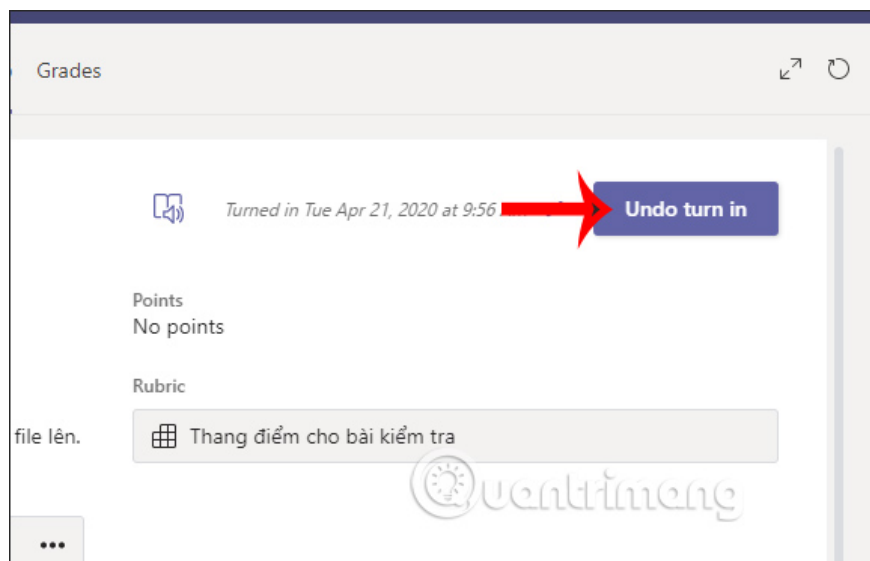 Grades
Turned in Tue Apr 21, 2020 at 9:56
Undo turn in
Points
No points
Rubric
file lên.
Thang điểm cho bài kiểm tra
Quantrimang